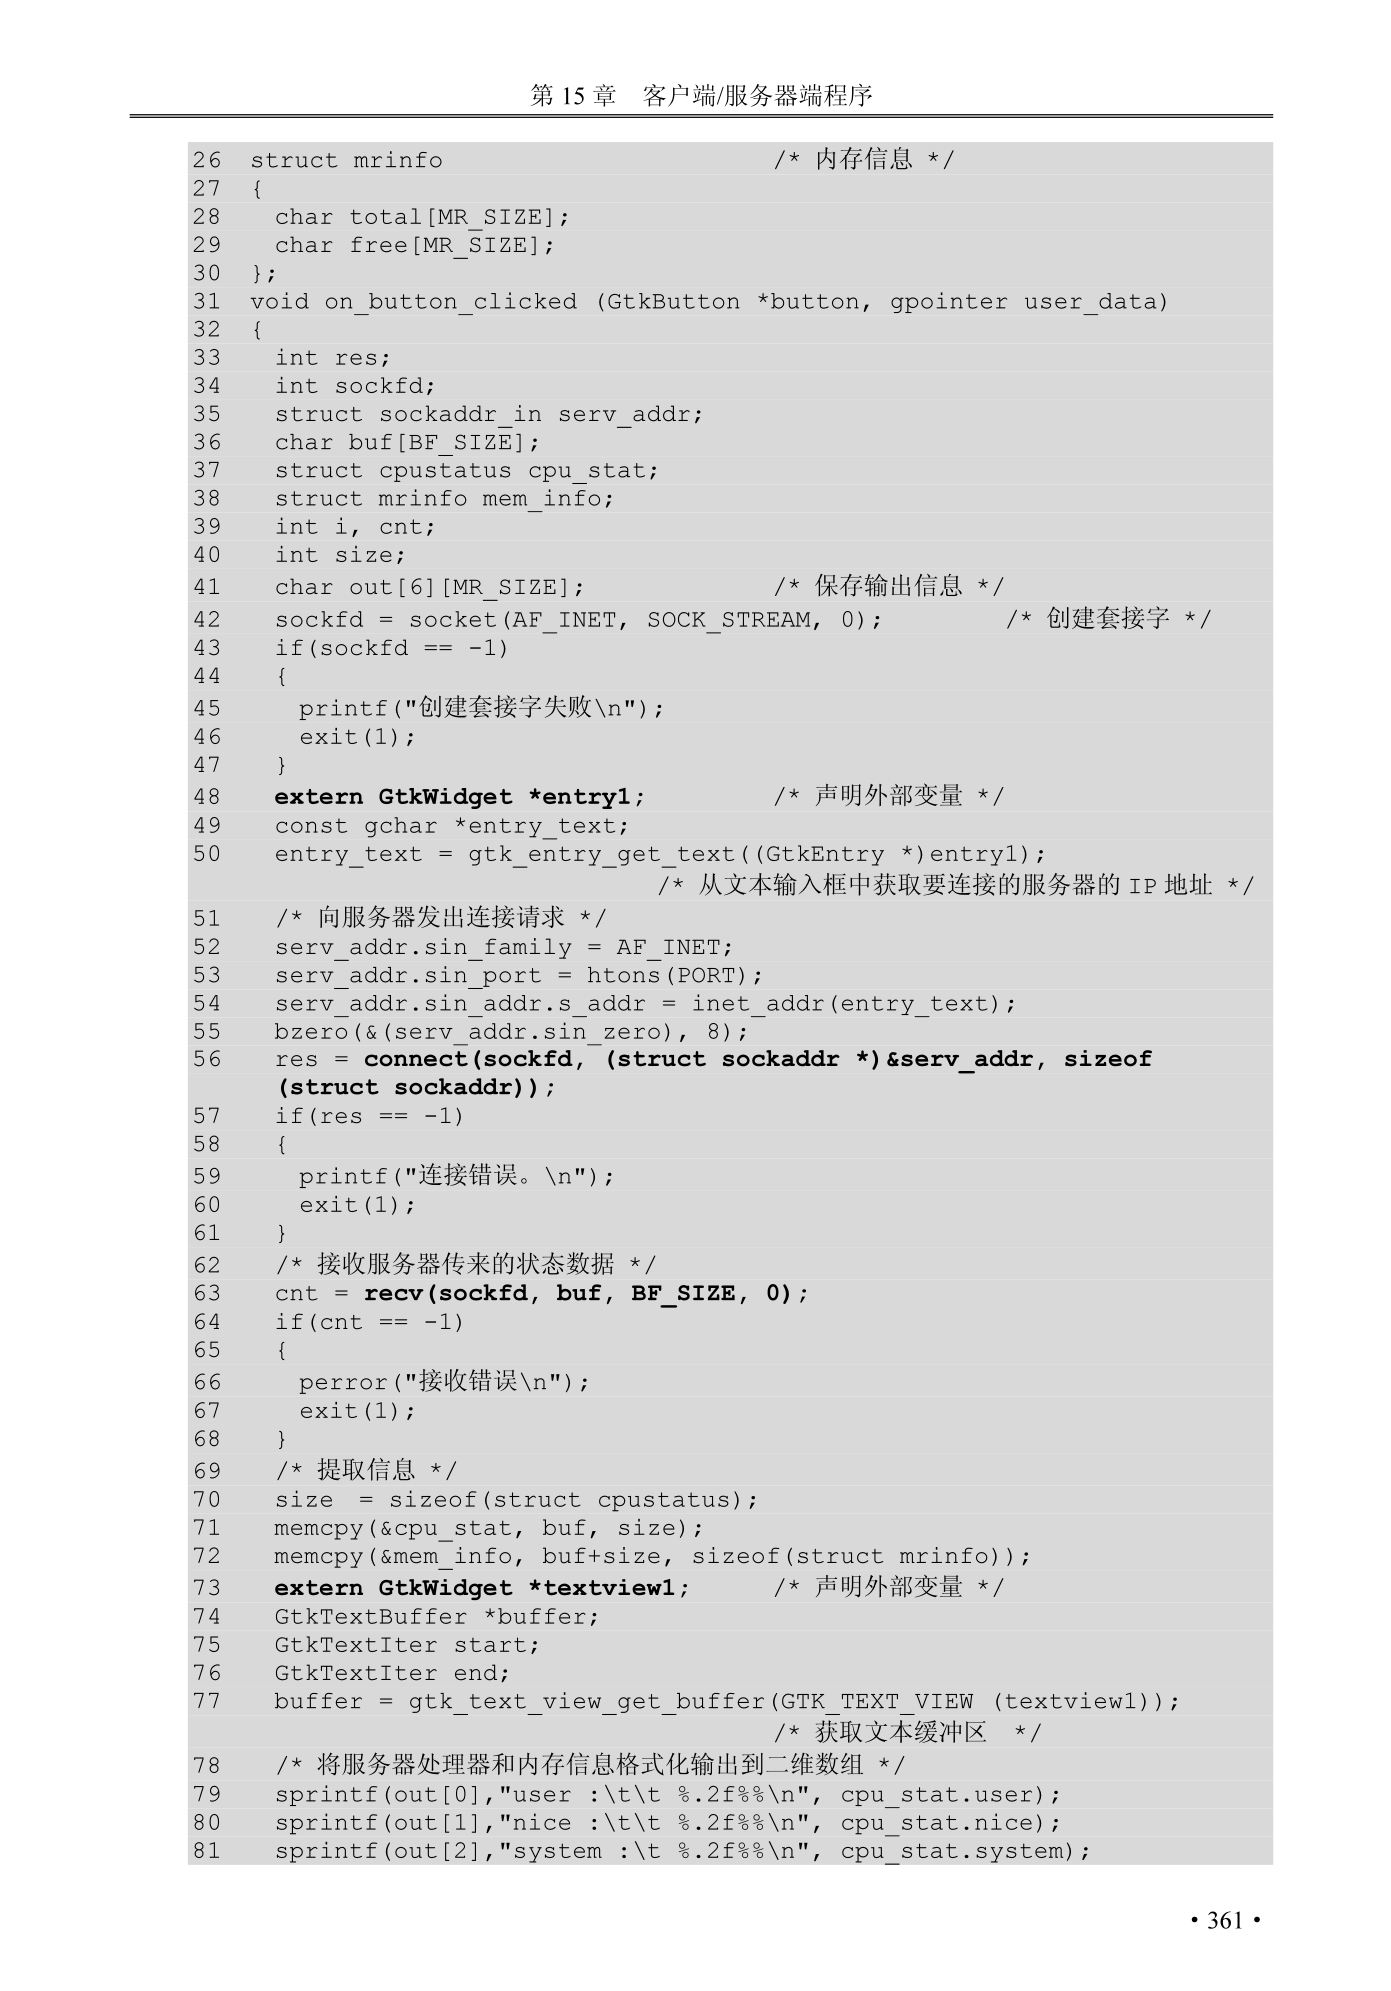 第 15 章　客户端/服务器端程序
26 struct mrinfo /* 内存信息 */
27 {
28 char total[MR_SIZE];
29 char free[MR_SIZE];
30 };
31 void on_button_clicked (GtkButton *button, gpointer user_data)
32 {
33 int res;
34 int sockfd;
35 struct sockaddr_in serv_addr;
36 char buf[BF_SIZE];
37 struct cpustatus cpu_stat;
38 struct mrinfo mem_info;
39 int i, cnt;
40 int size;
41 char out[6][MR_SIZE]; /* 保存输出信息 */
42 sockfd = socket(AF_INET, SOCK_STREAM, 0); /* 创建套接字 */
43 if(sockfd == -1)
44 {
45 printf("创建套接字失败\n");
46 exit(1);
47 }
48 extern GtkWidget *entry1; /* 声明外部变量 */
49 const gchar *entry_text;
50 entry_text = gtk_entry_get_text((GtkEntry *)entry1);
/* 从文本输入框中获取要连接的服务器的 IP 地址 */
51 /* 向服务器发出连接请求 */
52 serv_addr.sin_family = AF_INET;
53 serv_addr.sin_port = htons(PORT);
54 serv_addr.sin_addr.s_addr = inet_addr(entry_text);
55 bzero(&(serv_addr.sin_zero), 8);
56 res = connect(sockfd, (struct sockaddr *)&serv_addr, sizeof
(struct sockaddr));
57 if(res == -1)
58 {
59 printf("连接错误。\n");
60 exit(1);
61 }
62 /* 接收服务器传来的状态数据 */
63 cnt = recv(sockfd, buf, BF_SIZE, 0);
64 if(cnt == -1)
65 {
66 perror("接收错误\n");
67 exit(1);
68 }
69 /* 提取信息 */
70 size = sizeof(struct cpustatus);
71 memcpy(&cpu_stat, buf, size);
72 memcpy(&mem_info, buf+size, sizeof(struct mrinfo));
73 extern GtkWidget *textview1; /* 声明外部变量 */
74 GtkTextBuffer *buffer;
75 GtkTextIter start;
76 GtkTextIter end;
77 buffer = gtk_text_view_get_buffer(GTK_TEXT_VIEW (textview1));
/* 获取文本缓冲区 */
78 /* 将服务器处理器和内存信息格式化输出到二维数组 */
79 sprintf(out[0],"user :\t\t %.2f%%\n", cpu_stat.user);
80 sprintf(out[1],"nice :\t\t %.2f%%\n", cpu_stat.nice);
81 sprintf(out[2],"system :\t %.2f%%\n", cpu_stat.system);
• 361 •